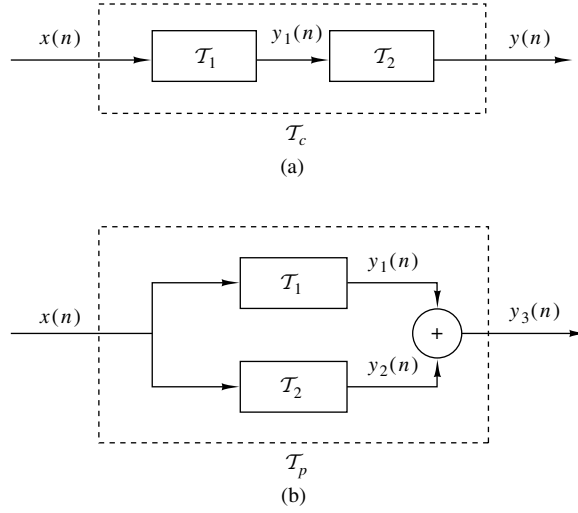 x(n) y₁(n) y(n)
𝒯₁ 𝒯₂
𝒯c
(a)
y₁(n)
𝒯₁
x(n) + y₃(n)
y₂(n)
𝒯₂
𝒯p
(b)